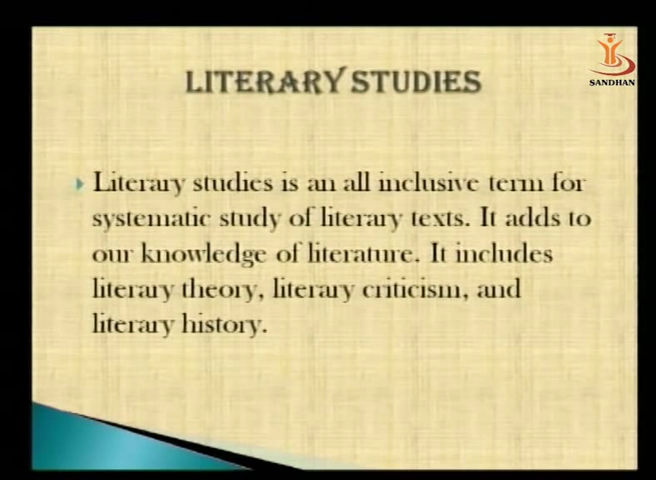 SANDHAN
LITERARY STUDIES
Literary studies is an all inclusive term for
systematic study of literary texts. It adds to
our knowledge of literature. It includes
literary theory, literary criticism, and
literary history.